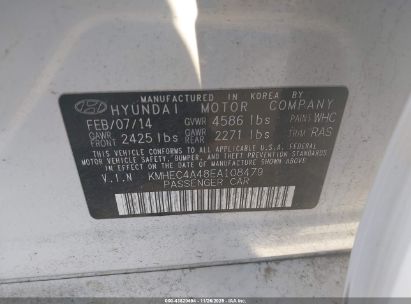 MANUFACTURED IN KOREA BY
HYUNDAI MOTOR COMPANY
FEB/07/14 GVWR 4586 lbs PAINT WHC
GAWR FRONT 2425 lbs GAWR REAR 2271 lbs TRIM RAS
THIS VEHICLE CONFORMS TO ALL APPLICABLE U.S.A. FEDERAL
MOTOR VEHICLE SAFETY, BUMPER, AND THEFT PREVENTION STANDARDS
IN EFFECT ON THE DATE OF MANUFACTURE SHOWN ABOVE.
V.I.N KMHEC4A48EA108479
PASSENGER CAR